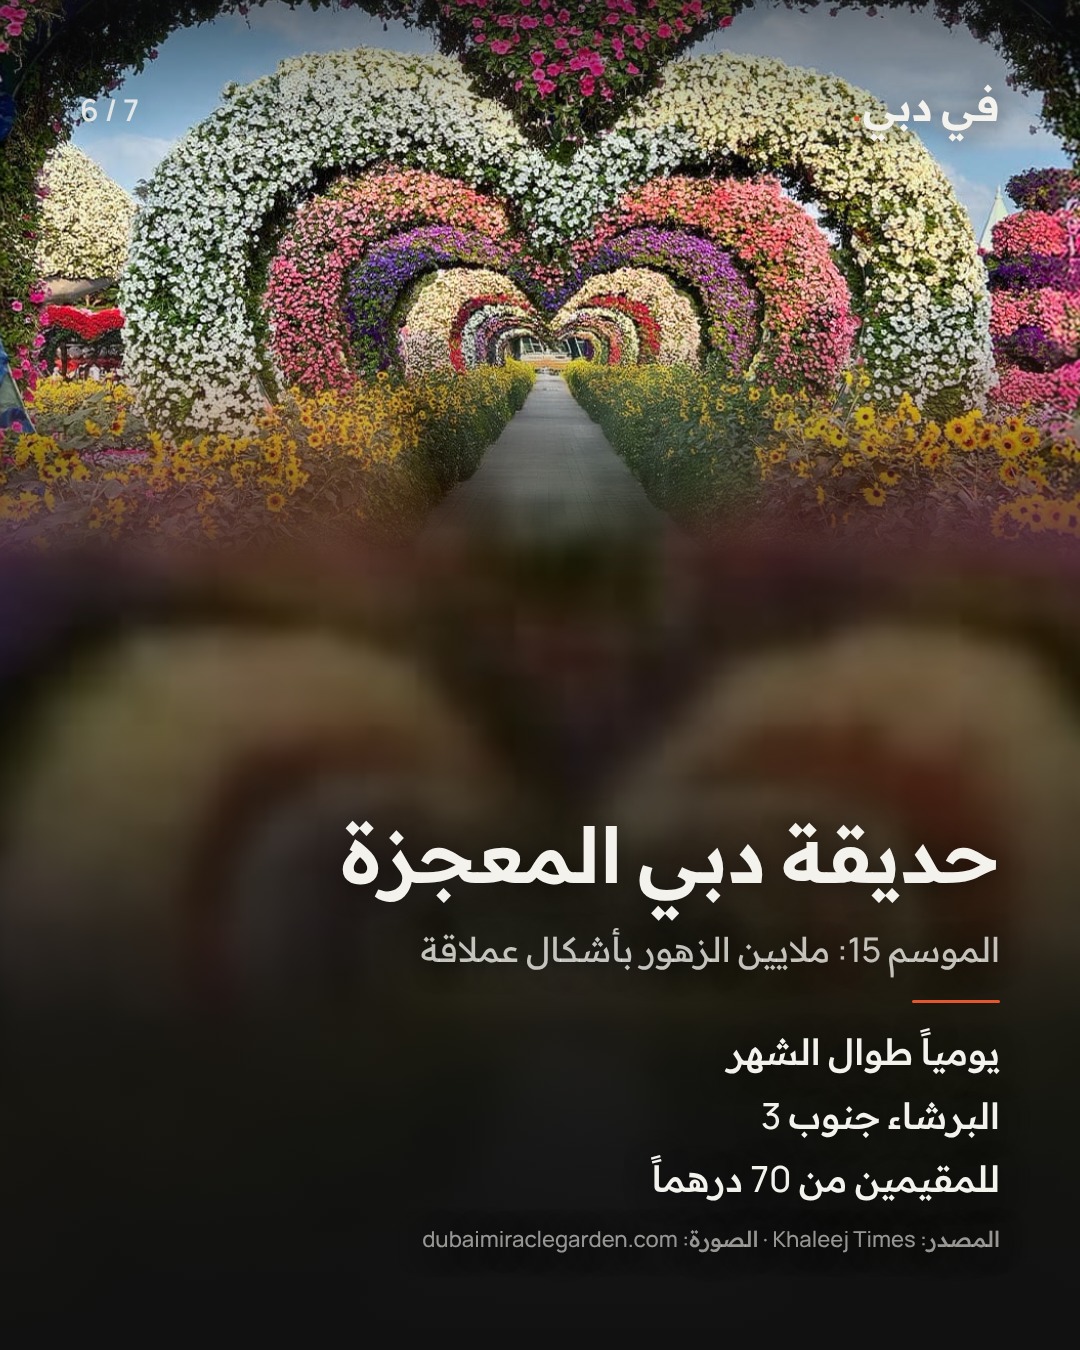 في دبي.
6 / 7
حديقة دبي المعجزة
الموسم 15: ملايين الزهور بأشكال عملاقة
يومياً طوال الشهر
البرشاء جنوب 3
للمقيمين من 70 درهماً
المصدر: Khaleej Times · الصورة: dubaimiraclegarden.com